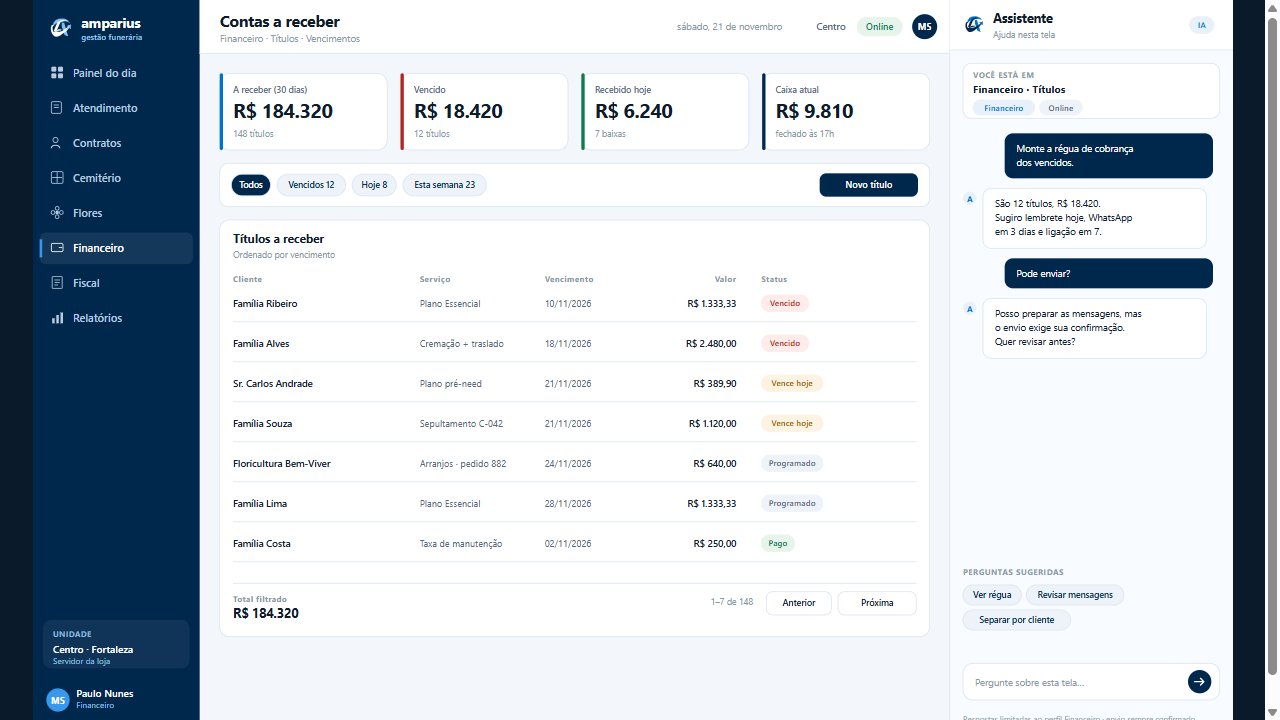 amparius
gestão funerária
Painel do dia
Atendimento
Contratos
Cemitério
Flores
Financeiro
Fiscal
Relatórios
UNIDADE
Centro · Fortaleza
Servidor da loja
MS
Paulo Nunes
Financeiro
Contas a receber
Financeiro · Títulos · Vencimentos
sábado, 21 de novembro
Centro
Online
MS
A receber (30 dias)
R$ 184.320
148 títulos
Vencido
R$ 18.420
12 títulos
Recebido hoje
R$ 6.240
7 baixas
Caixa atual
R$ 9.810
fechado às 17h
Todos
Vencidos 12
Hoje 8
Esta semana 23
Novo título
Títulos a receber
Ordenado por vencimento
Cliente Serviço Vencimento Valor Status
Família Ribeiro Plano Essencial 10/11/2026 R$ 1.333,33 Vencido
Família Alves Cremação + traslado 18/11/2026 R$ 2.480,00 Vencido
Sr. Carlos Andrade Plano pré-need 21/11/2026 R$ 389,90 Vence hoje
Família Souza Sepultamento C-042 21/11/2026 R$ 1.120,00 Vence hoje
Floricultura Bem-Viver Arranjos · pedido 882 24/11/2026 R$ 640,00 Programado
Família Lima Plano Essencial 28/11/2026 R$ 1.333,33 Programado
Família Costa Taxa de manutenção 02/11/2026 R$ 250,00 Pago
Total filtrado
R$ 184.320
1–7 de 148
Anterior
Próxima
Assistente
Ajuda nesta tela
IA
VOCÊ ESTÁ EM
Financeiro · Títulos
Financeiro
Online
Monte a régua de cobrança
dos vencidos.
A
São 12 títulos, R$ 18.420.
Sugiro lembrete hoje, WhatsApp
em 3 dias e ligação em 7.
Pode enviar?
A
Posso preparar as mensagens, mas
o envio exige sua confirmação.
Quer revisar antes?
PERGUNTAS SUGERIDAS
Ver régua
Revisar mensagens
Separar por cliente
Pergunte sobre esta tela...
Respostas limitadas ao perfil Financeiro · envio sempre confirmado